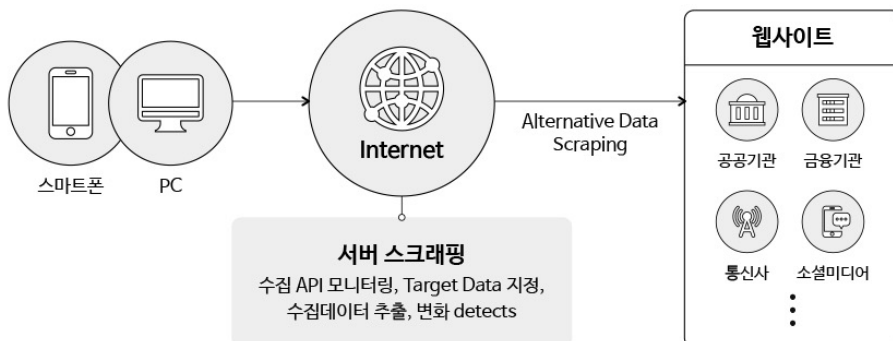 스마트폰
PC
Internet
서버 스크래핑
수집 API 모니터링, Target Data 지정,
수집데이터 추출, 변화 detects
Alternative Data
Scraping
웹사이트
공공기관
금융기관
통신사
소셜미디어